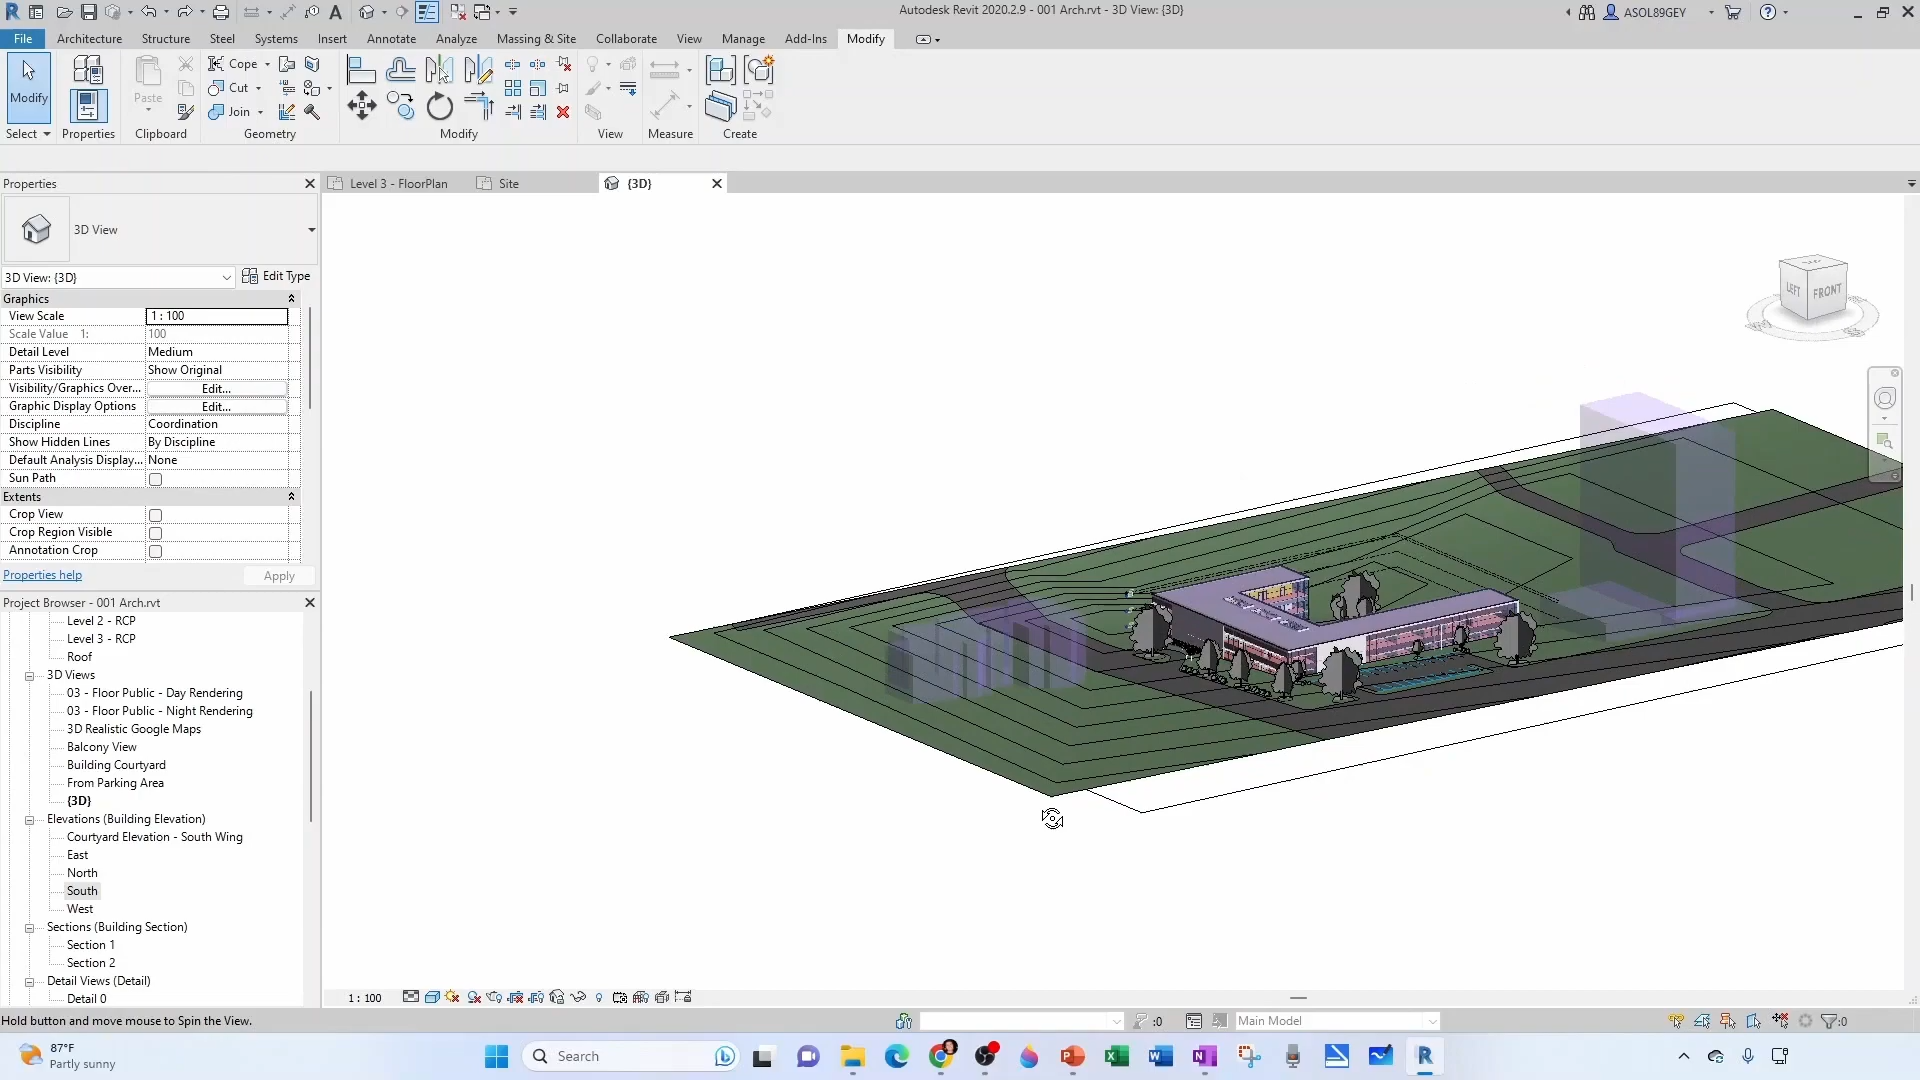 Autodesk Revit 2020.2.9 - 001 Arch.rvt - 3D View: {3D}
ASOL89GEY
File Architecture Structure Steel Systems Insert Annotate Analyze Massing & Site Collaborate View Manage Add-Ins Modify
Modify
Paste
Cope
Cut
Join
Select Properties Clipboard Geometry Modify View Measure Create
Properties
Level 3 - FloorPlan Site {3D}
3D View
3D View: {3D} Edit Type
Graphics
View Scale 1 : 100
Scale Value 1: 100
Detail Level Medium
Parts Visibility Show Original
Visibility/Graphics Over... Edit...
Graphic Display Options Edit...
Discipline Coordination
Show Hidden Lines By Discipline
Default Analysis Display... None
Sun Path
Extents
Crop View
Crop Region Visible
Annotation Crop
Properties help Apply
LEFT FRONT
Project Browser - 001 Arch.rvt
Level 2 - RCP
Level 3 - RCP
Roof
3D Views
03 - Floor Public - Day Rendering
03 - Floor Public - Night Rendering
3D Realistic Google Maps
Balcony View
Building Courtyard
From Parking Area
{3D}
Elevations (Building Elevation)
Courtyard Elevation - South Wing
East
North
South
West
Sections (Building Section)
Section 1
Section 2
Detail Views (Detail)
Detail 0
1 : 100
Hold button and move mouse to Spin the View. :0 Main Model :0
87°F
Partly sunny
Search